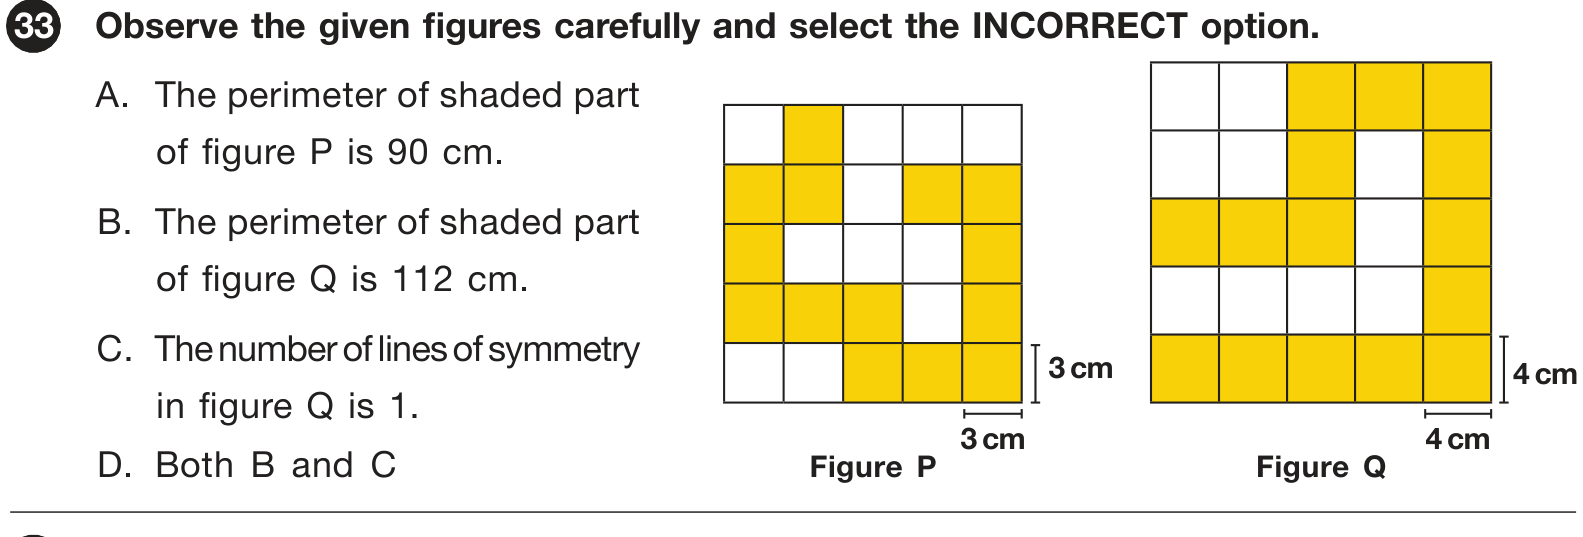 33 Observe the given figures carefully and select the INCORRECT option.
A. The perimeter of shaded part
of figure P is 90 cm.
B. The perimeter of shaded part
of figure Q is 112 cm.
C. The number of lines of symmetry
in figure Q is 1.
D. Both B and C
3 cm
3 cm
Figure P
4 cm
4 cm
Figure Q